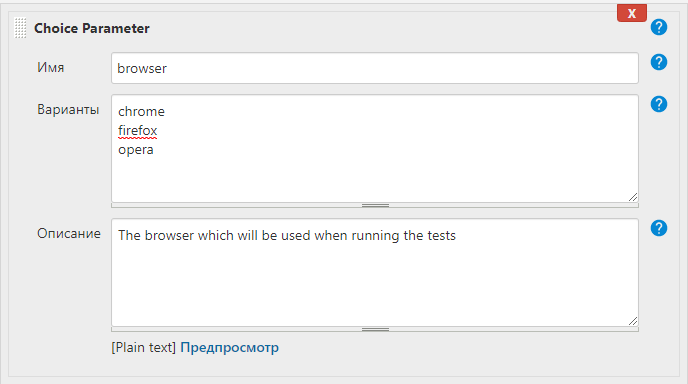 X
Choice Parameter ?
Имя browser ?
Варианты chrome ?
firefox
opera
Описание The browser which will be used when running the tests ?
[Plain text] Предпросмотр